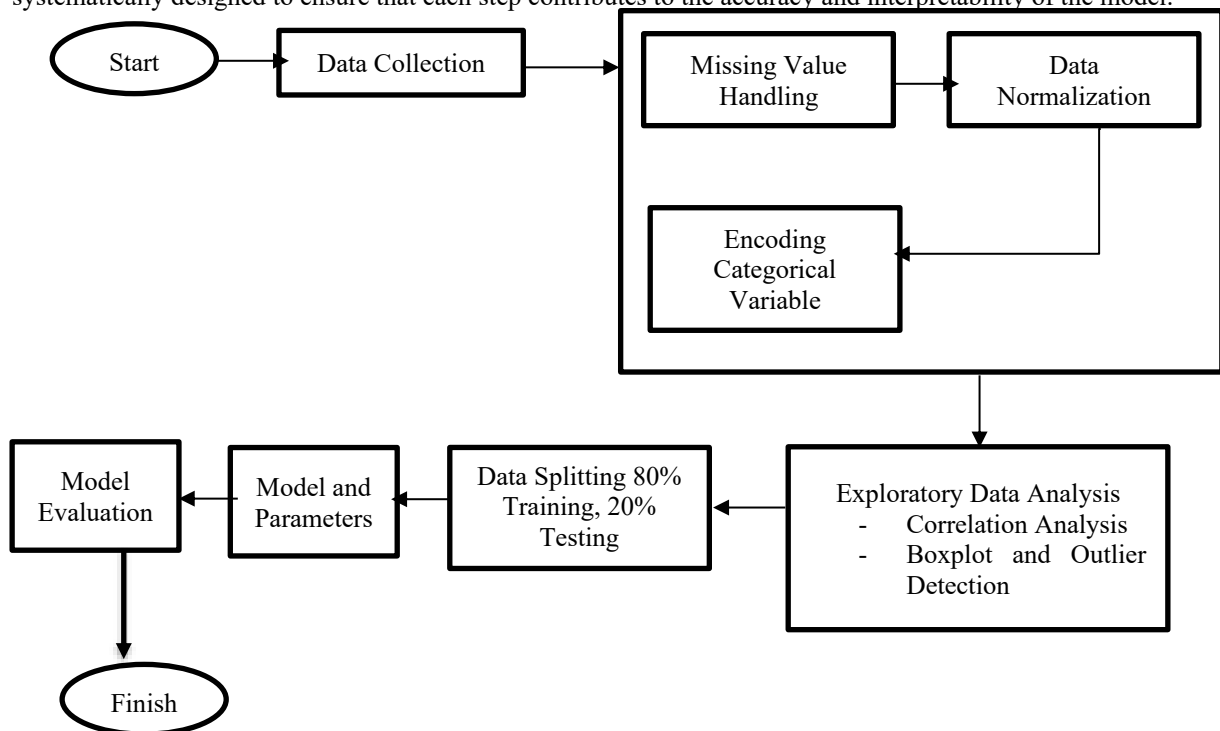 systematically designed to ensure that each step contributes to the accuracy and interpretability of the model.
Start
Data Collection
Missing Value
Handling
Data
Normalization
Encoding
Categorical
Variable
Exploratory Data Analysis
- Correlation Analysis
- Boxplot and Outlier
Detection
Data Splitting 80%
Training, 20%
Testing
Model and
Parameters
Model
Evaluation
Finish